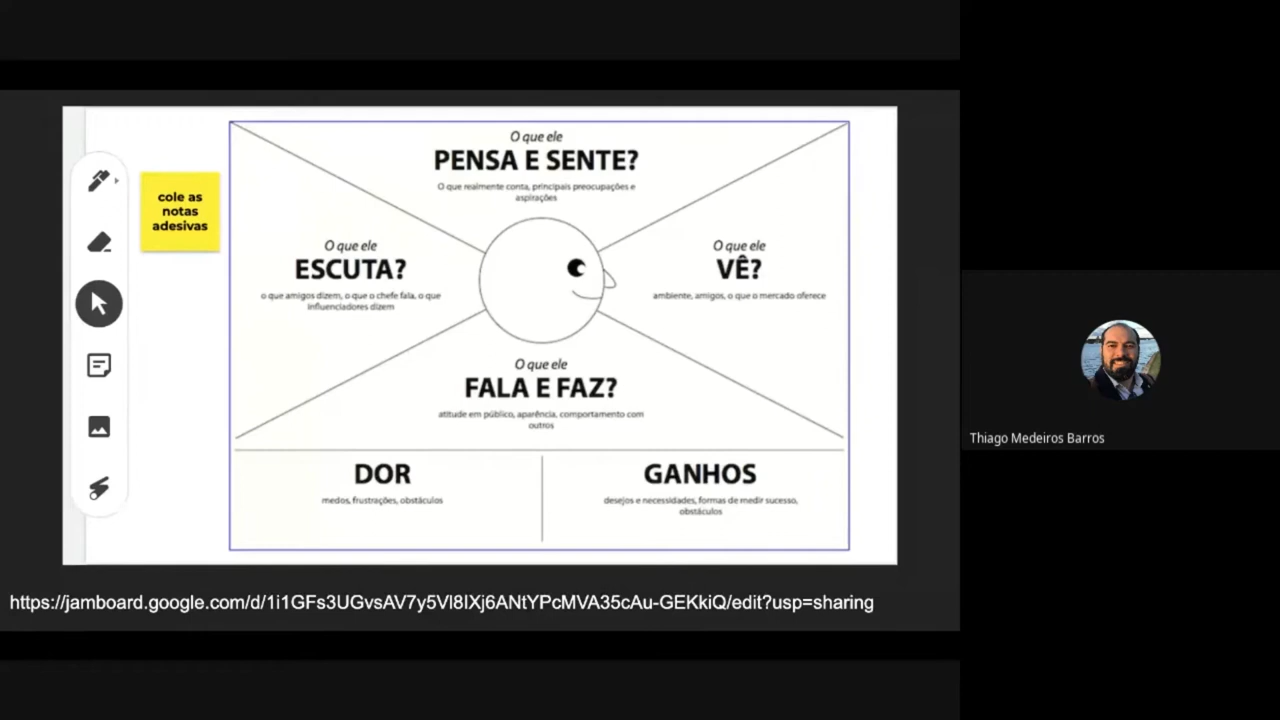 cole as
notas
adesivas
O que ele
PENSA E SENTE?
O que realmente conta, principais preocupações e
aspirações
O que ele
ESCUTA?
o que amigos dizem, o que o chefe fala, o que
influenciadores dizem
O que ele
VÊ?
ambiente, amigos, o que o mercado oferece
O que ele
FALA E FAZ?
atitude em público, aparência, comportamento com
outros
DOR
medos, frustrações, obstáculos
GANHOS
desejos e necessidades, formas de medir sucesso,
obstáculos
https://jamboard.google.com/d/1i1GFs3UGvsAV7y5Vl8lXj6ANtYPcMVA35cAu-GEKkiQ/edit?usp=sharing
Thiago Medeiros Barros